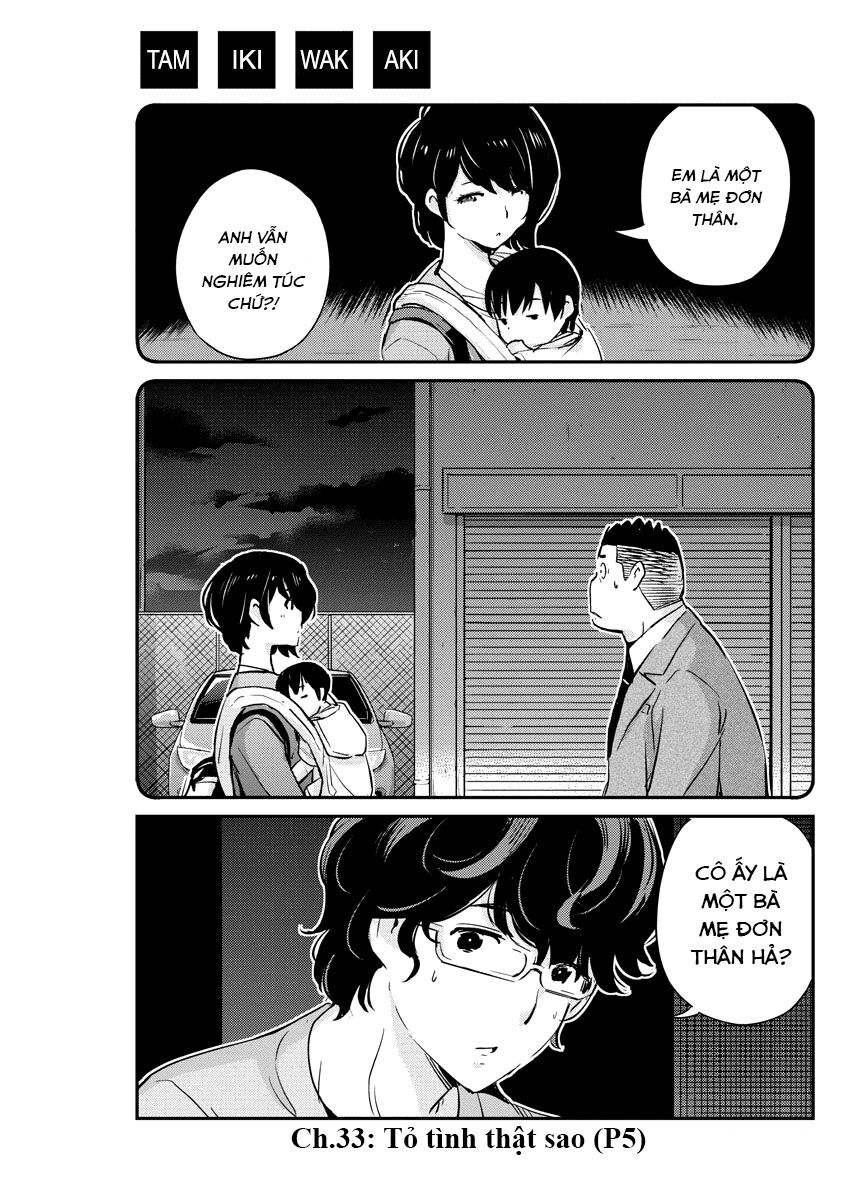 TAM IKI WAK AKI
EM LÀ MỘT
BÀ MẸ ĐƠN
THÂN.
ANH VẪN
MUỐN
NGHIÊM TÚC
CHỨ?!
CÔ ẤY LÀ
MỘT BÀ
MẸ ĐƠN
THÂN HẢ?
Ch.33: Tỏ tình thật sao (P5)